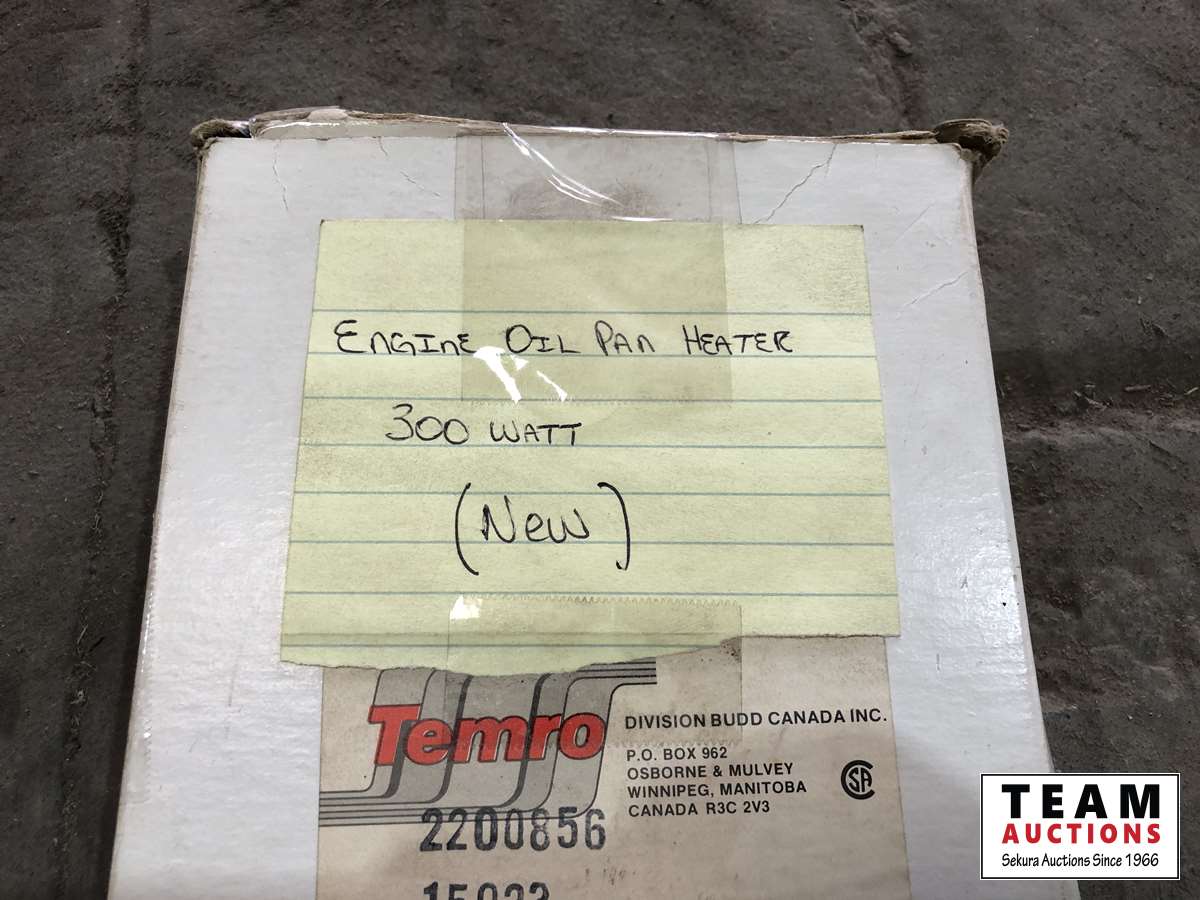 ENGINE OIL PAN HEATER
300 WATT
(New)
Temro
DIVISION BUDD CANADA INC.
P.O. BOX 962
OSBORNE & MULVEY
WINNIPEG, MANITOBA
CANADA R3C 2V3
SA
2200856
TEAM
AUCTIONS
Sekura Auctions Since 1966